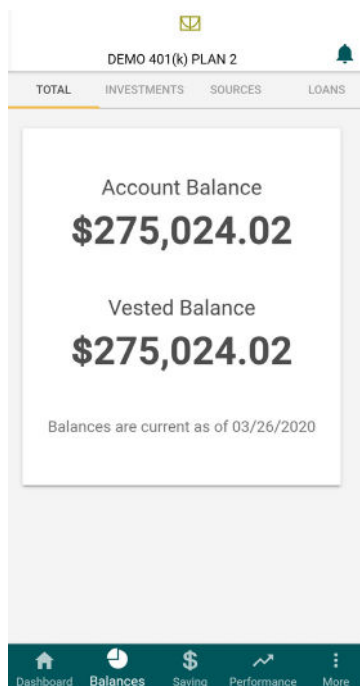 DEMO 401(k) PLAN 2
TOTAL INVESTMENTS SOURCES LOANS
Account Balance
$275,024.02
Vested Balance
$275,024.02
Balances are current as of 03/26/2020
Dashboard Balances Saving Performance More